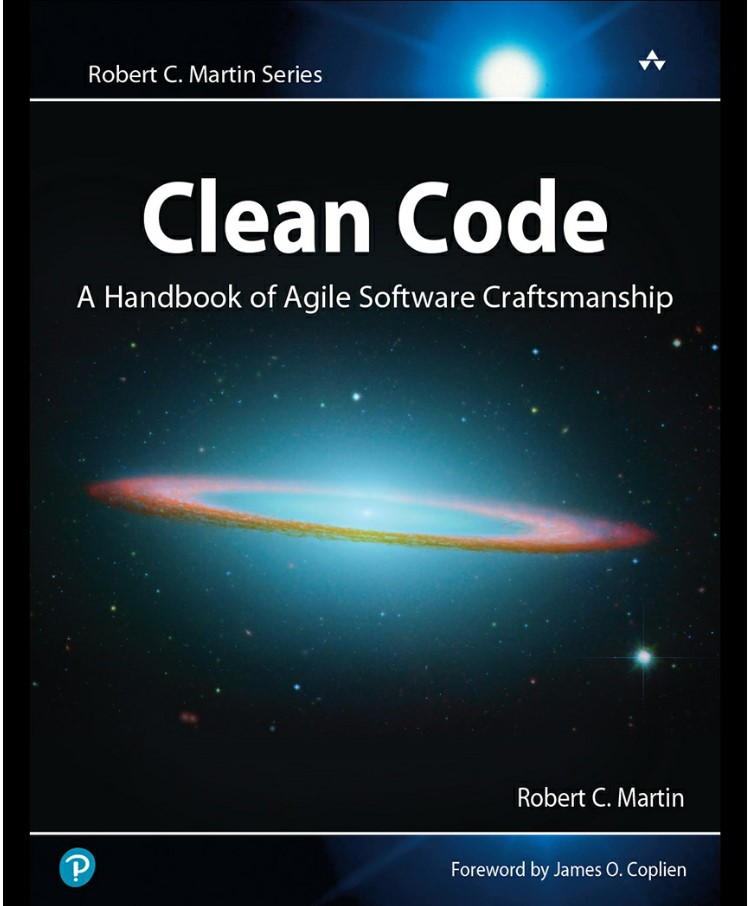 Robert C. Martin Series
Clean Code
A Handbook of Agile Software Craftsmanship
Robert C. Martin
Foreword by James O. Coplien